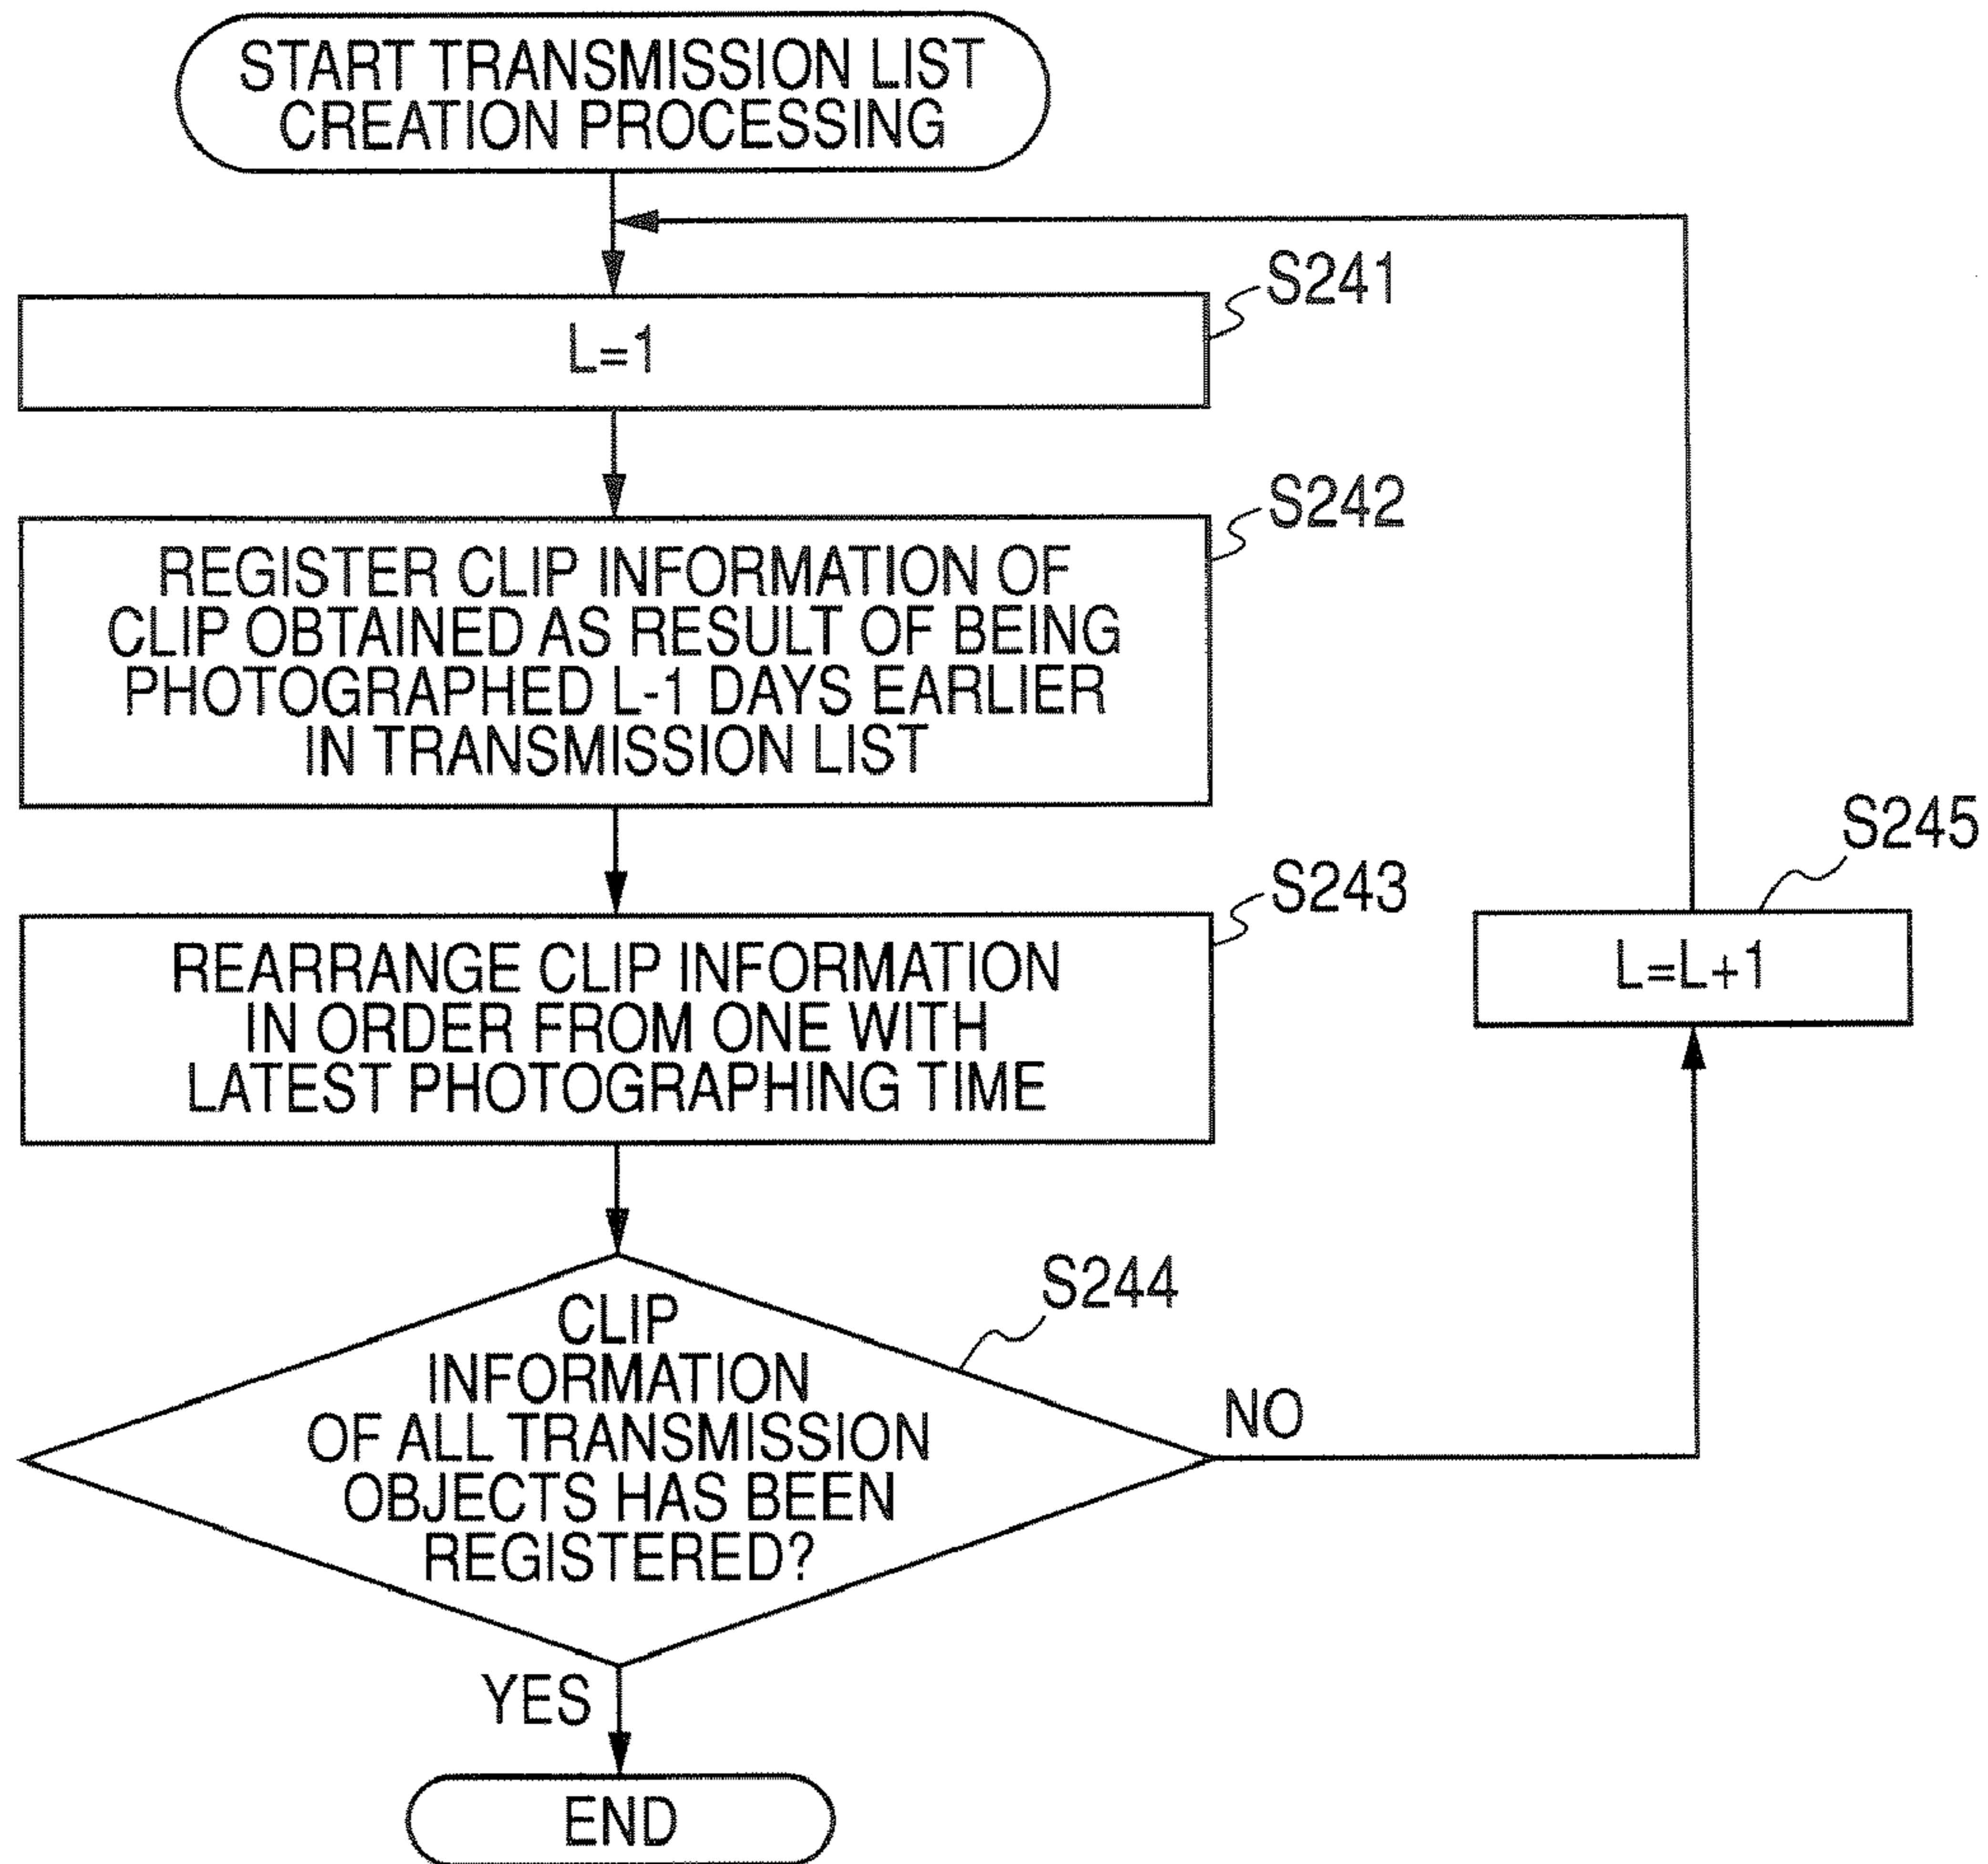 START TRANSMISSION LIST
CREATION PROCESSING
S241
L=1
S242
REGISTER CLIP INFORMATION OF
CLIP OBTAINED AS RESULT OF BEING
PHOTOGRAPHED L-1 DAYS EARLIER
IN TRANSMISSION LIST
S243
REARRANGE CLIP INFORMATION
IN ORDER FROM ONE WITH
LATEST PHOTOGRAPHING TIME
S245
L=L+1
S244
CLIP
INFORMATION
OF ALL TRANSMISSION
OBJECTS HAS BEEN
REGISTERED?
NO
YES
END